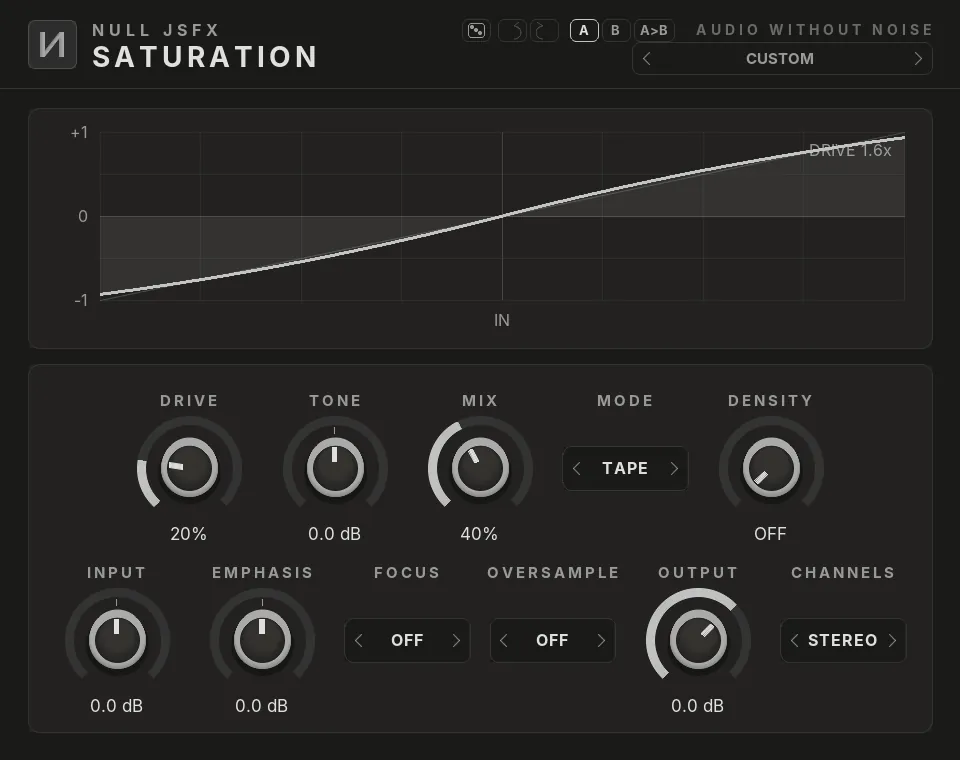 NULL JSFX
SATURATION
A B A>B
AUDIO WITHOUT NOISE
CUSTOM
+1
DRIVE 1.6x
0
-1
IN
DRIVE TONE MIX MODE DENSITY
TAPE
20% 0.0 dB 40% OFF
INPUT EMPHASIS FOCUS OVERSAMPLE OUTPUT CHANNELS
OFF OFF STEREO
0.0 dB 0.0 dB 0.0 dB